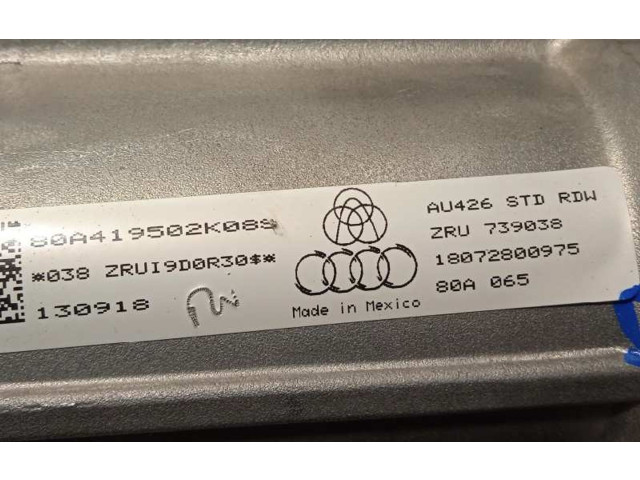 80A419502K08S
*038 ZRUI9D0R30$*
130918
Made in Mexico
AU426 STD RDW
ZRU 739038
18072800975
80A 065